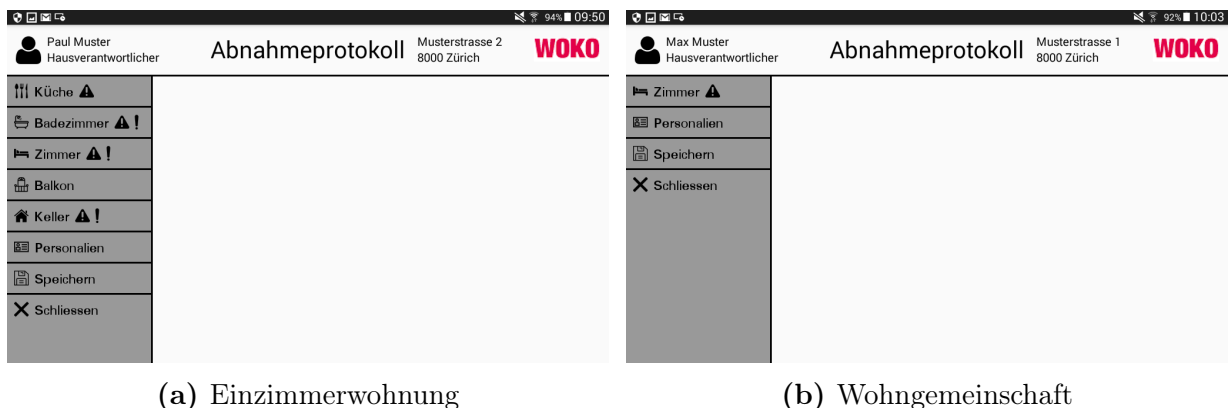 94% 09:50
Paul Muster
Hausverantwortlicher
Abnahmeprotokoll
Musterstrasse 2
8000 Zürich
WOKO
Küche
Badezimmer !
Zimmer !
Balkon
Keller !
Personalien
Speichern
Schliessen
(a) Einzimmerwohnung
92% 10:03
Max Muster
Hausverantwortlicher
Abnahmeprotokoll
Musterstrasse 1
8000 Zürich
WOKO
Zimmer
Personalien
Speichern
Schliessen
(b) Wohngemeinschaft